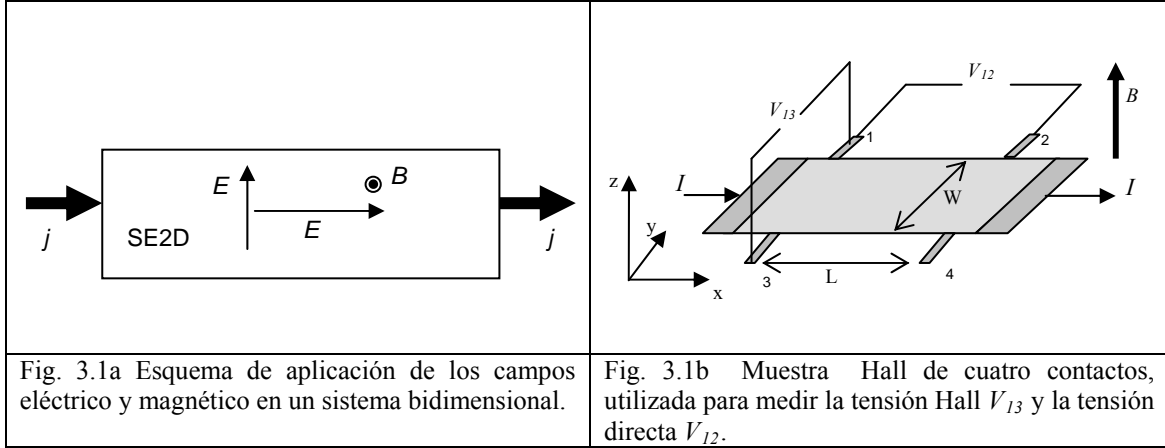 E
B
E
j
SE2D
j
V12
V13
B
1
2
z
I
W
I
y
3
L
4
x
Fig. 3.1a Esquema de aplicación de los campos
eléctrico y magnético en un sistema bidimensional.
Fig. 3.1b Muestra Hall de cuatro contactos,
utilizada para medir la tensión Hall V13 y la tensión
directa V12.